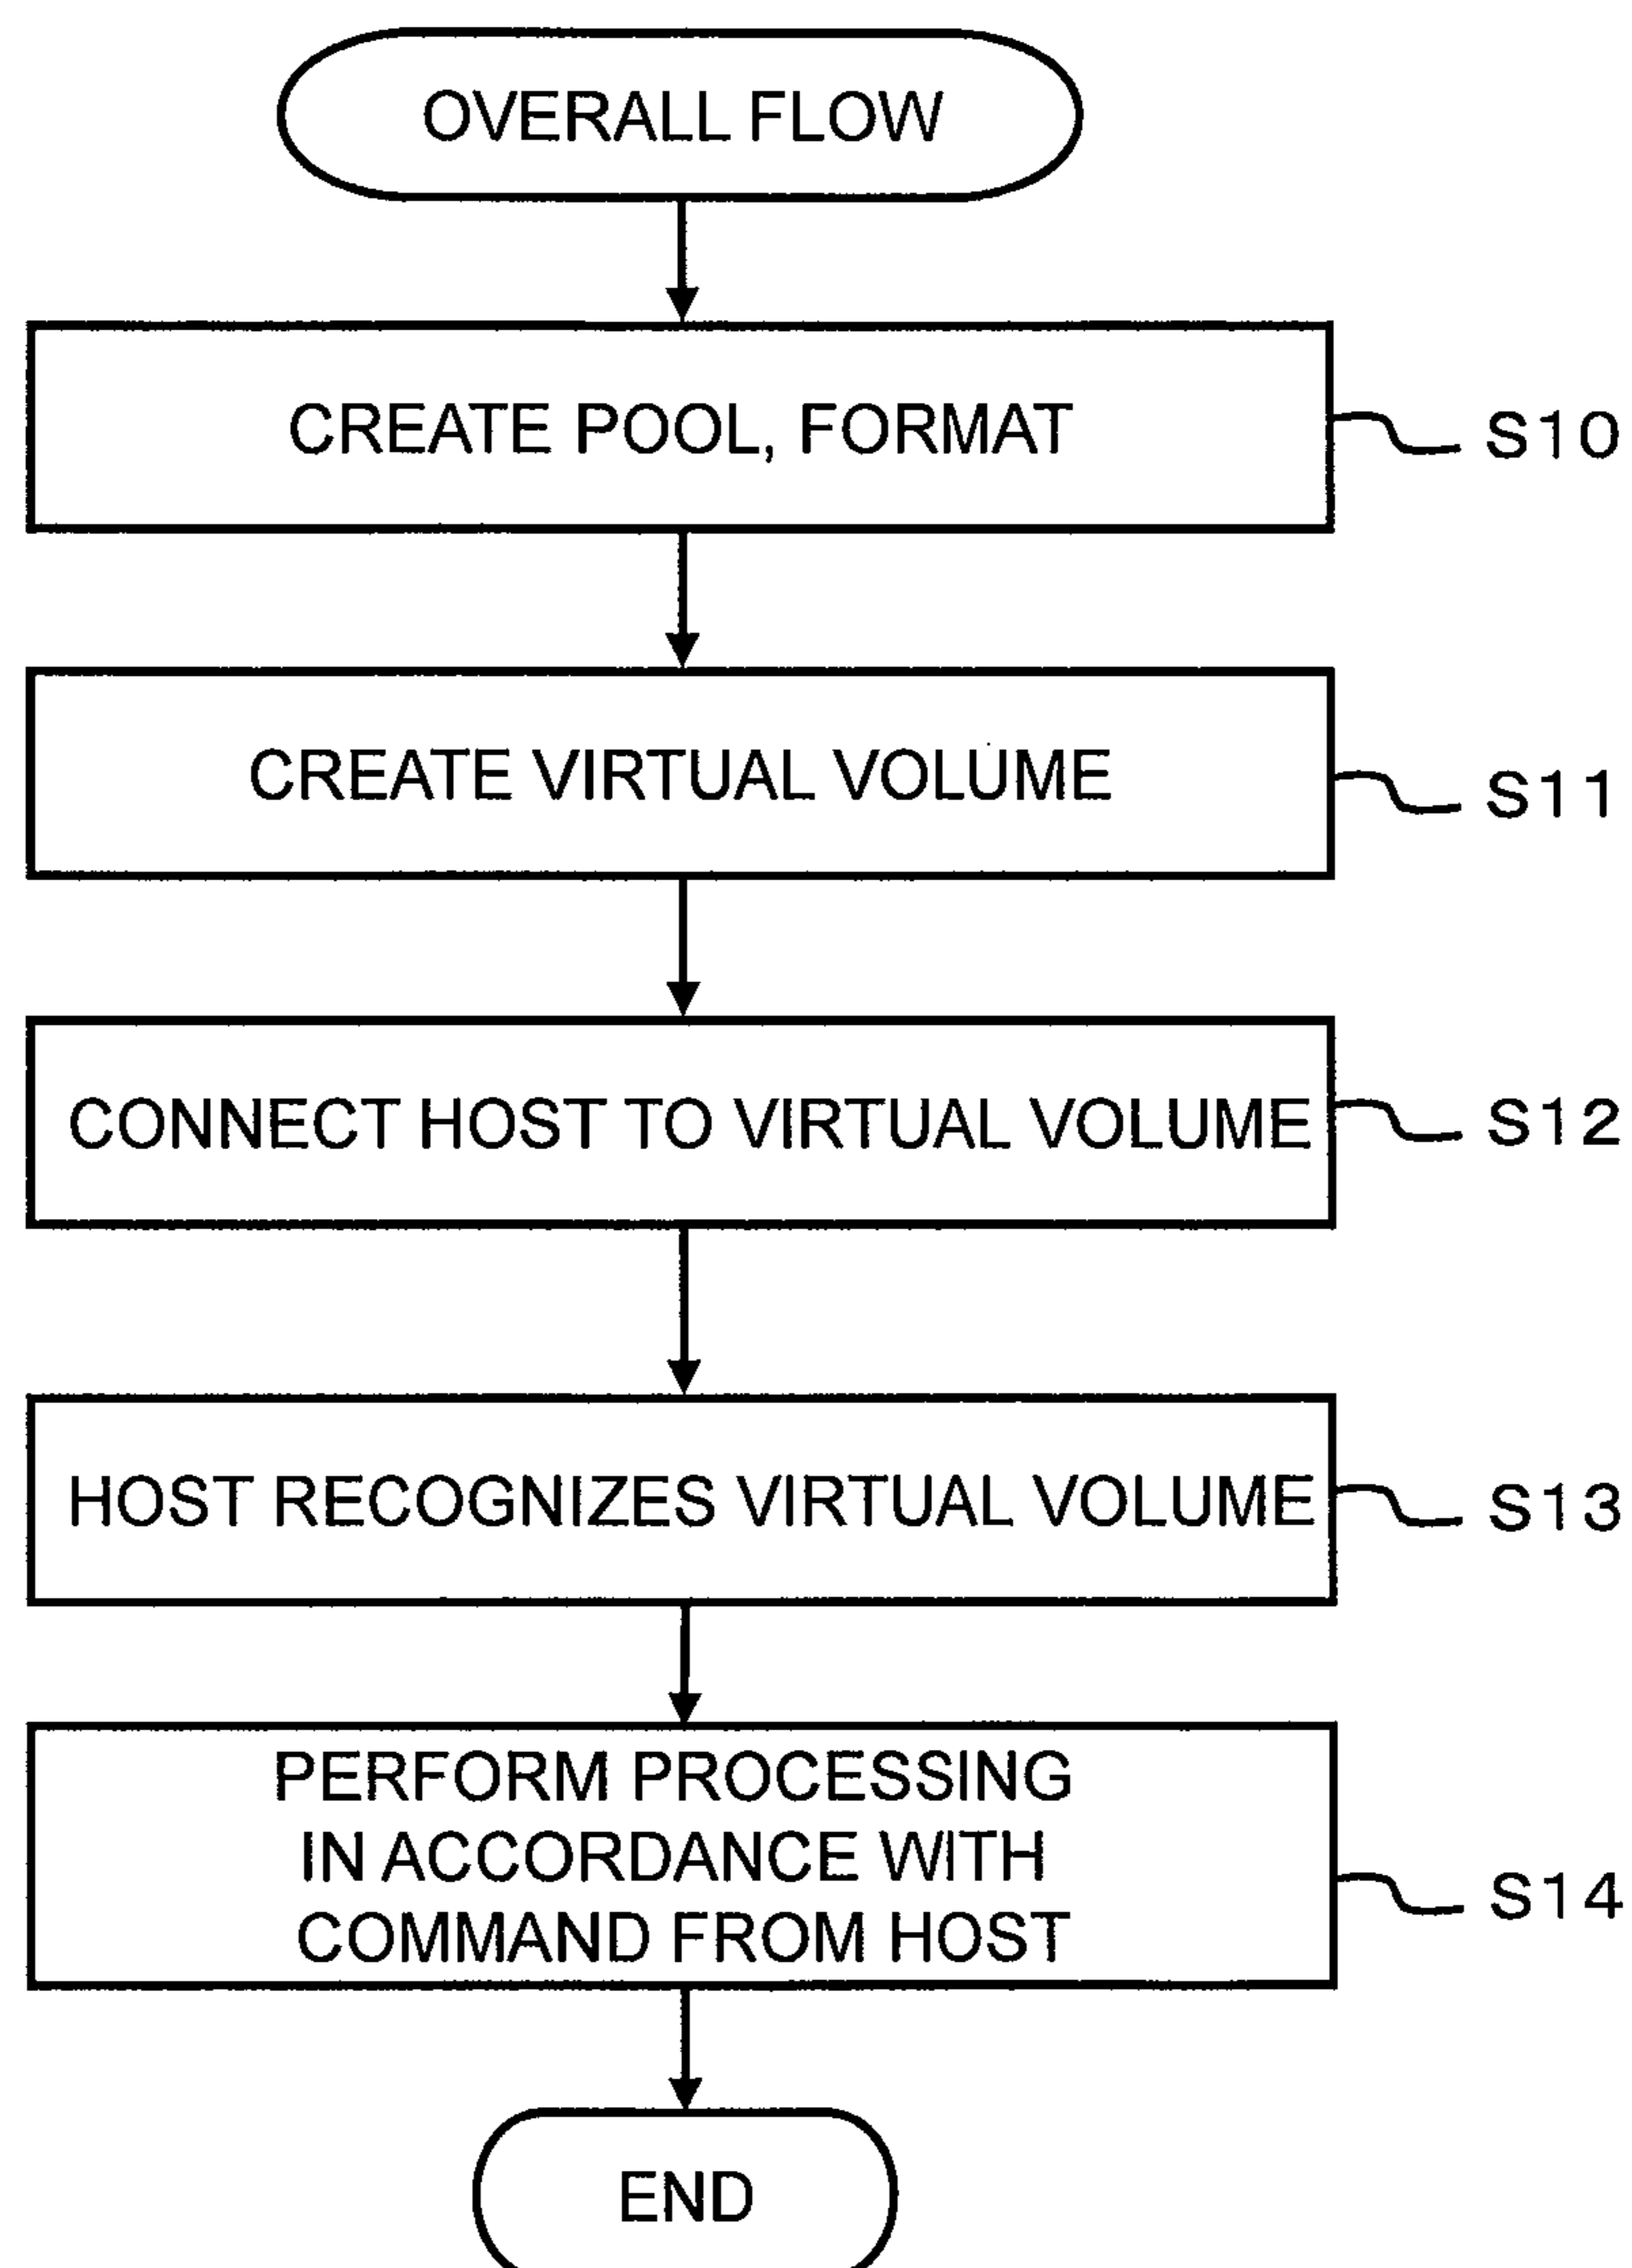 OVERALL FLOW
CREATE POOL, FORMAT
S10
CREATE VIRTUAL VOLUME
S11
CONNECT HOST TO VIRTUAL VOLUME
S12
HOST RECOGNIZES VIRTUAL VOLUME
S13
PERFORM PROCESSING
IN ACCORDANCE WITH
COMMAND FROM HOST
S14
END